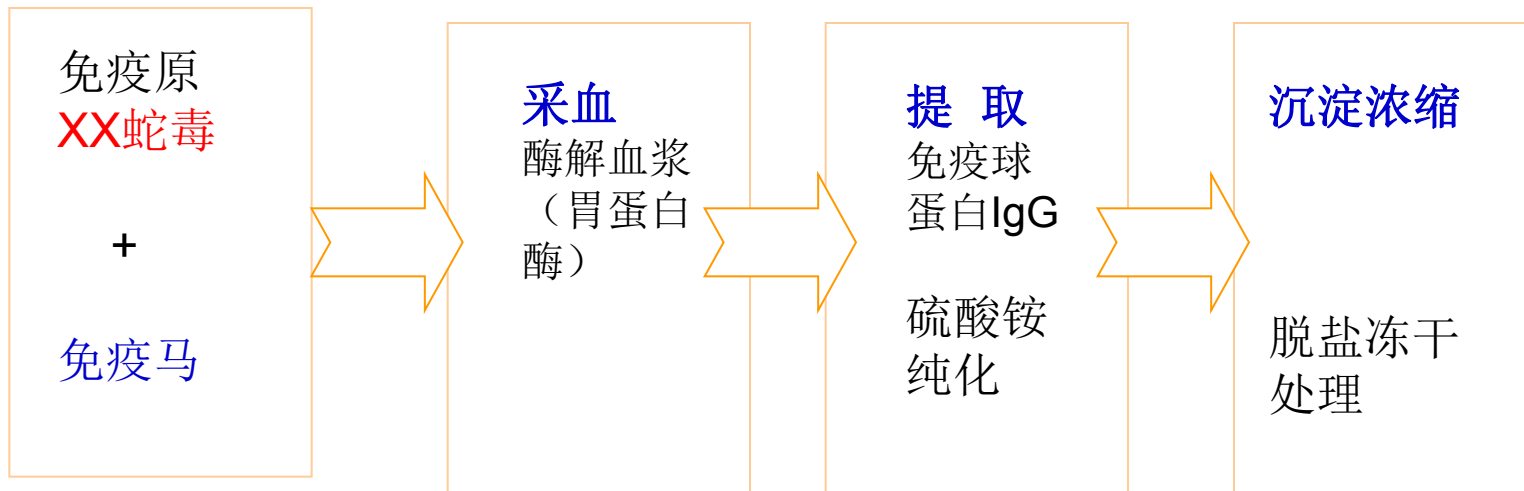 免疫原
XX蛇毒
+
免疫马
采血
酶解血浆
（胃蛋白
酶）
提 取
免疫球
蛋白IgG
硫酸铵
纯化
沉淀浓缩
脱盐冻干
处理